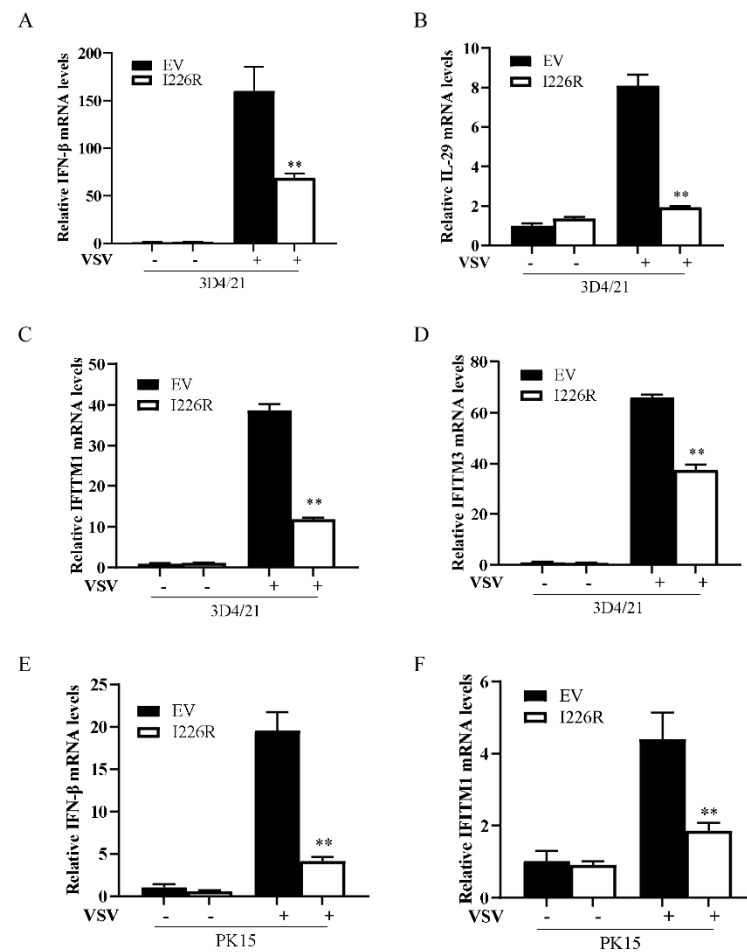 A
Relative IFN-β mRNA levels
200
150
100
50
0
EV
I226R
**
VSV - - + +
3D4/21
B
Relative IL-29 mRNA levels
10
8
6
4
2
0
EV
I226R
**
VSV - - + +
3D4/21
C
Relative IFITM1 mRNA levels
50
40
30
20
10
0
EV
I226R
**
VSV - - + +
3D4/21
D
Relative IFITM3 mRNA levels
80
60
40
20
0
EV
I226R
**
VSV - - + +
3D4/21
E
Relative IFN-β mRNA levels
25
20
15
10
5
0
EV
I226R
**
VSV - - + +
PK15
F
Relative IFITM1 mRNA levels
6
4
2
0
EV
I226R
**
VSV - - + +
PK15